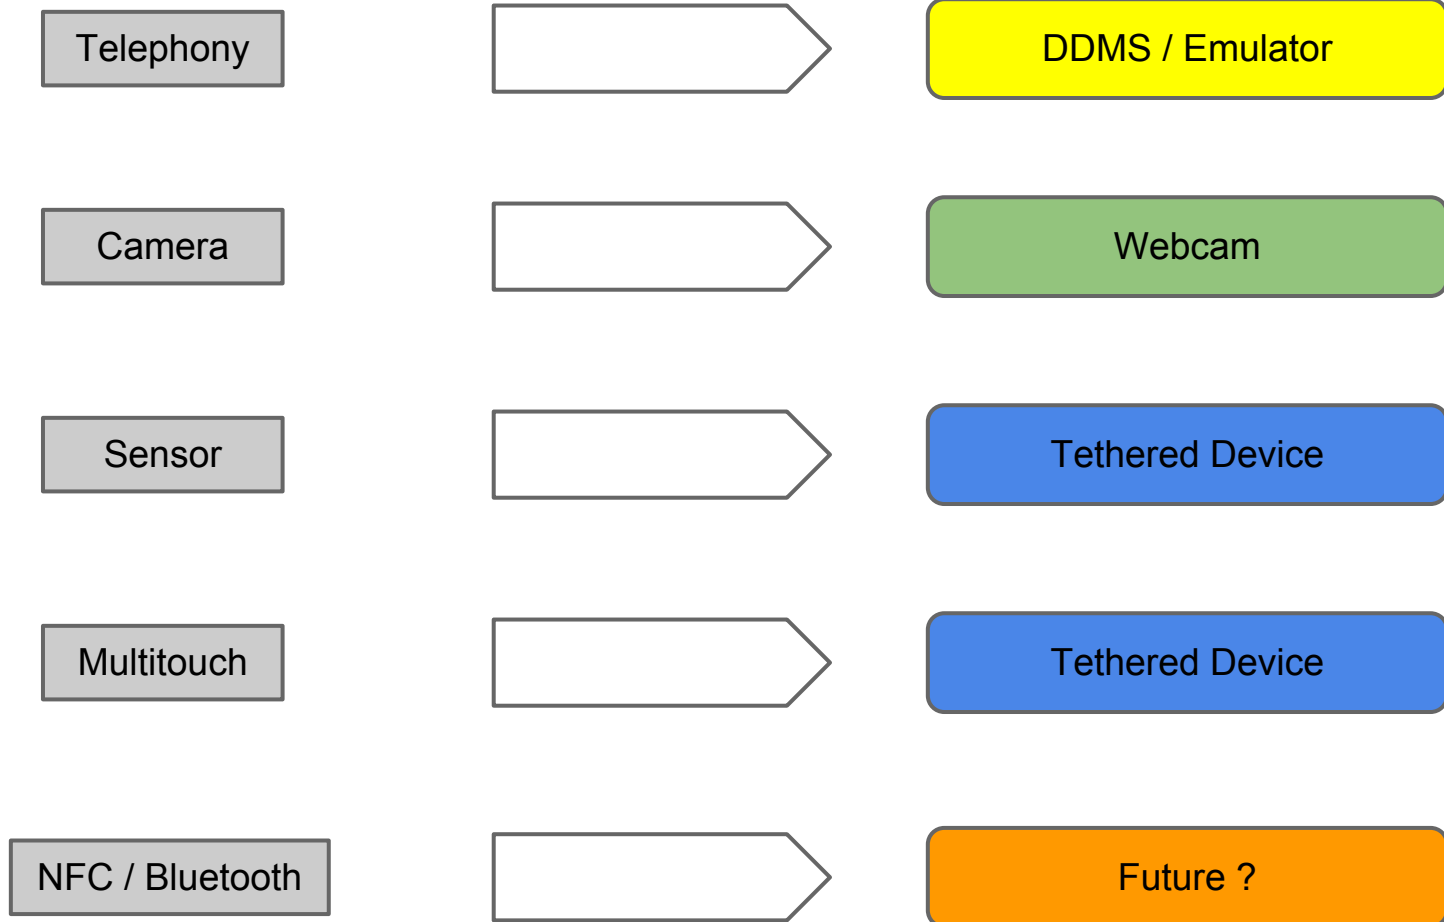 Telephony
DDMS / Emulator
Camera
Webcam
Sensor
Tethered Device
Multitouch
Tethered Device
NFC / Bluetooth
Future ?